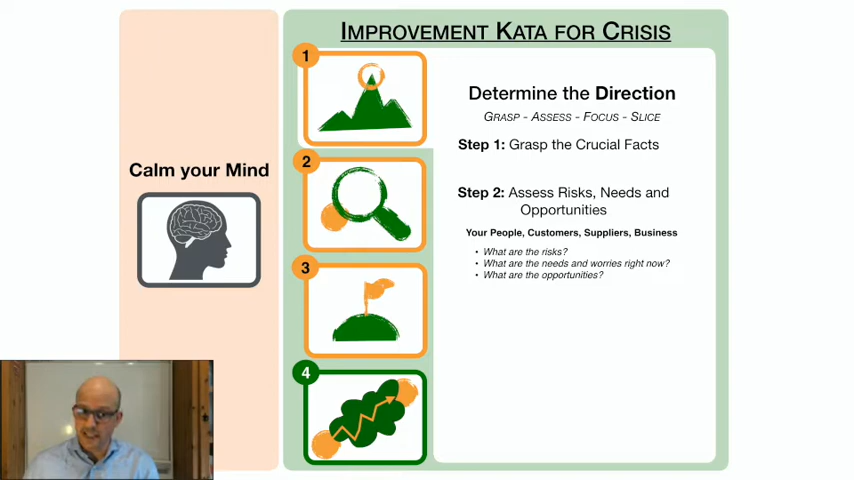 IMPROVEMENT KATA FOR CRISIS
Calm your Mind
1
2
3
4
Determine the Direction
GRASP - ASSESS - FOCUS - SLICE
Step 1: Grasp the Crucial Facts
Step 2: Assess Risks, Needs and
Opportunities
Your People, Customers, Suppliers, Business
• What are the risks?
• What are the needs and worries right now?
• What are the opportunities?